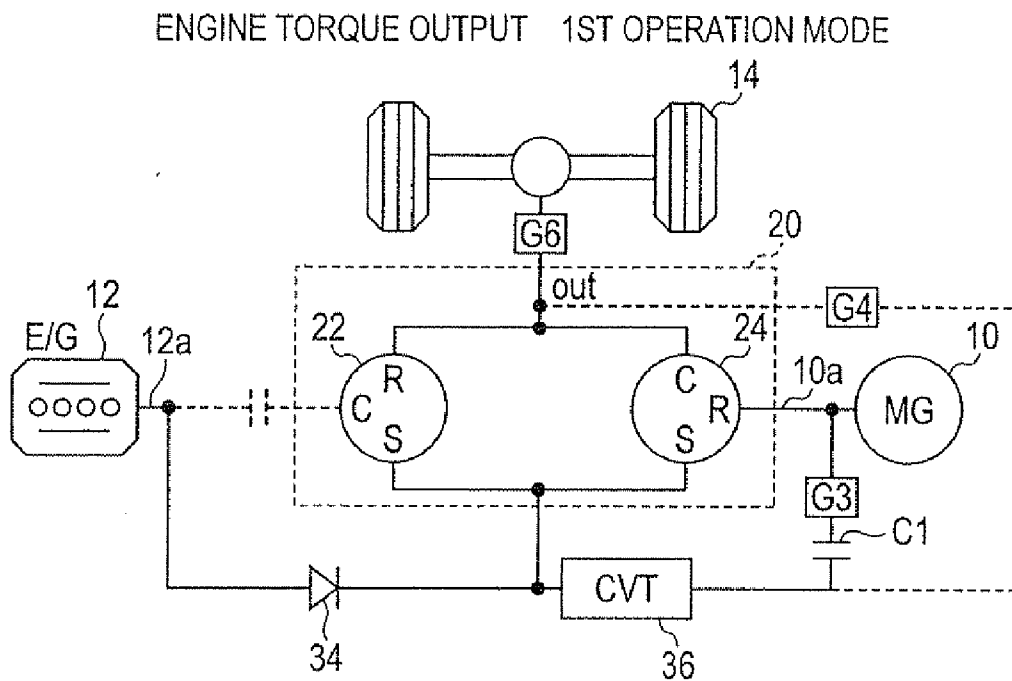 ENGINE TORQUE OUTPUT 1ST OPERATION MODE
14
G6
20
out
G4
12
E/G
12a
22
R
C
S
24
C
R
S
10a
10
MG
G3
C1
CVT
34
36